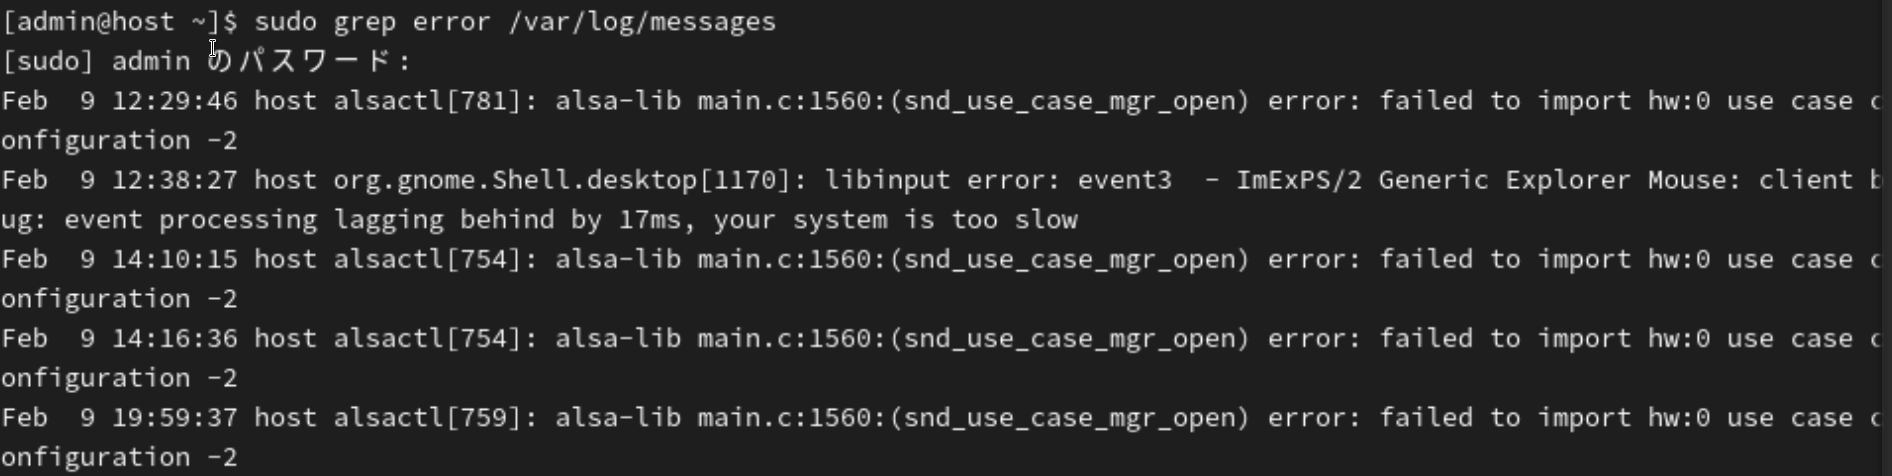 [admin@host ~]$ sudo grep error /var/log/messages
[sudo] admin のパスワード:
Feb  9 12:29:46 host alsactl[781]: alsa-lib main.c:1560:(snd_use_case_mgr_open) error: failed to import hw:0 use case c
onfiguration -2
Feb  9 12:38:27 host org.gnome.Shell.desktop[1170]: libinput error: event3  - ImExPS/2 Generic Explorer Mouse: client b
ug: event processing lagging behind by 17ms, your system is too slow
Feb  9 14:10:15 host alsactl[754]: alsa-lib main.c:1560:(snd_use_case_mgr_open) error: failed to import hw:0 use case c
onfiguration -2
Feb  9 14:16:36 host alsactl[754]: alsa-lib main.c:1560:(snd_use_case_mgr_open) error: failed to import hw:0 use case c
onfiguration -2
Feb  9 19:59:37 host alsactl[759]: alsa-lib main.c:1560:(snd_use_case_mgr_open) error: failed to import hw:0 use case c
onfiguration -2